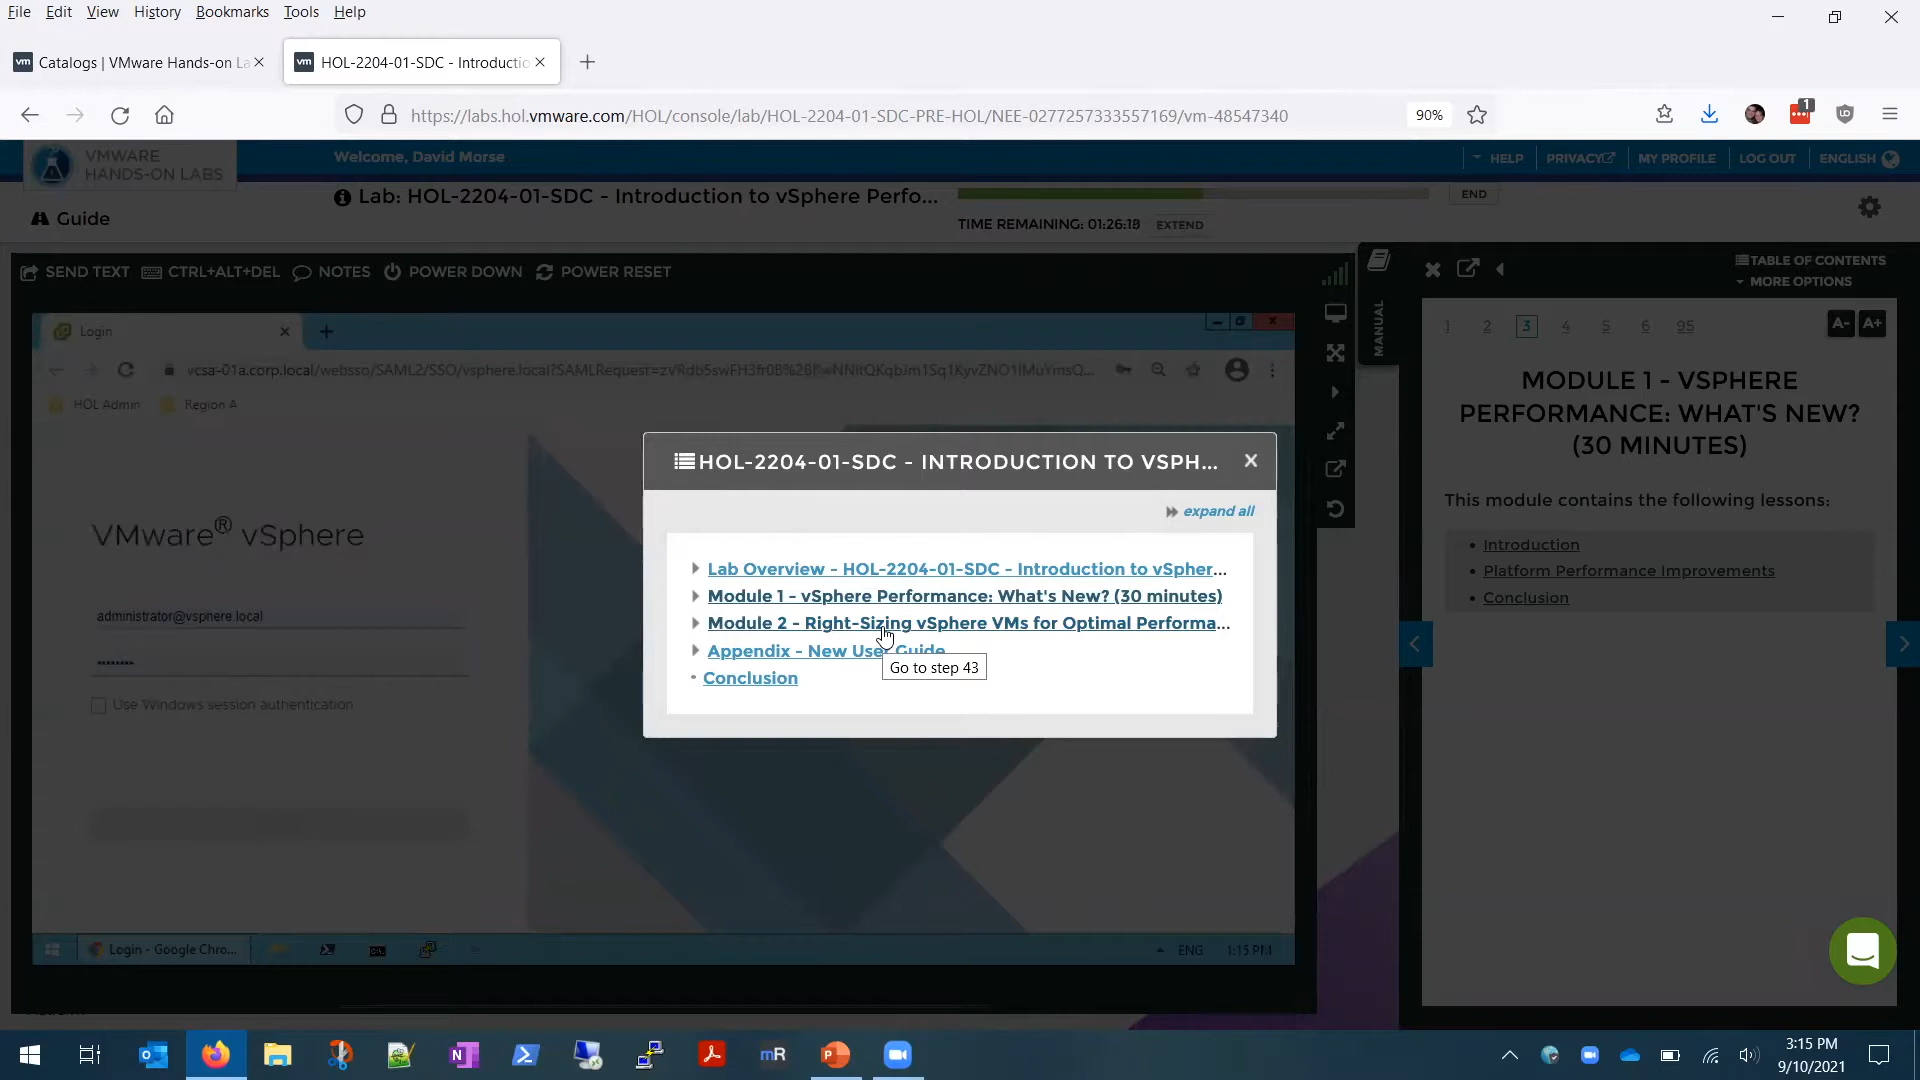 File Edit View History Bookmarks Tools Help
Catalogs | VMware Hands-on La
HOL-2204-01-SDC - Introductio
https://labs.hol.vmware.com/HOL/console/lab/HOL-2204-01-SDC-PRE-HOL/NEE-0277257333557169/vm-48547340
90%
1
VMWARE
HANDS-ON LABS
Welcome, David Morse
HELP PRIVACY MY PROFILE LOG OUT ENGLISH
Lab: HOL-2204-01-SDC - Introduction to vSphere Perfo...
END
Guide
TIME REMAINING: 01:26:18 EXTEND
SEND TEXT CTRL+ALT+DEL NOTES POWER DOWN POWER RESET
TABLE OF CONTENTS
MORE OPTIONS
MANUAL
1 2 3 4 5 6 95
A- A+
Login
HOL Admin Region A
VMware® vSphere
administrator@vsphere.local
Use Windows session authentication
HOL-2204-01-SDC - INTRODUCTION TO VSPH...
expand all
Lab Overview - HOL-2204-01-SDC - Introduction to vSpher...
Module 1 - vSphere Performance: What's New? (30 minutes)
Module 2 - Right-Sizing vSphere VMs for Optimal Performa...
Appendix - New User Guide
Go to step 43
Conclusion
MODULE 1 - VSPHERE
PERFORMANCE: WHAT'S NEW?
(30 MINUTES)
This module contains the following lessons:
Introduction
Platform Performance Improvements
Conclusion
Login - Google Chro...
ENG 1:15 PM
3:15 PM
9/10/2021